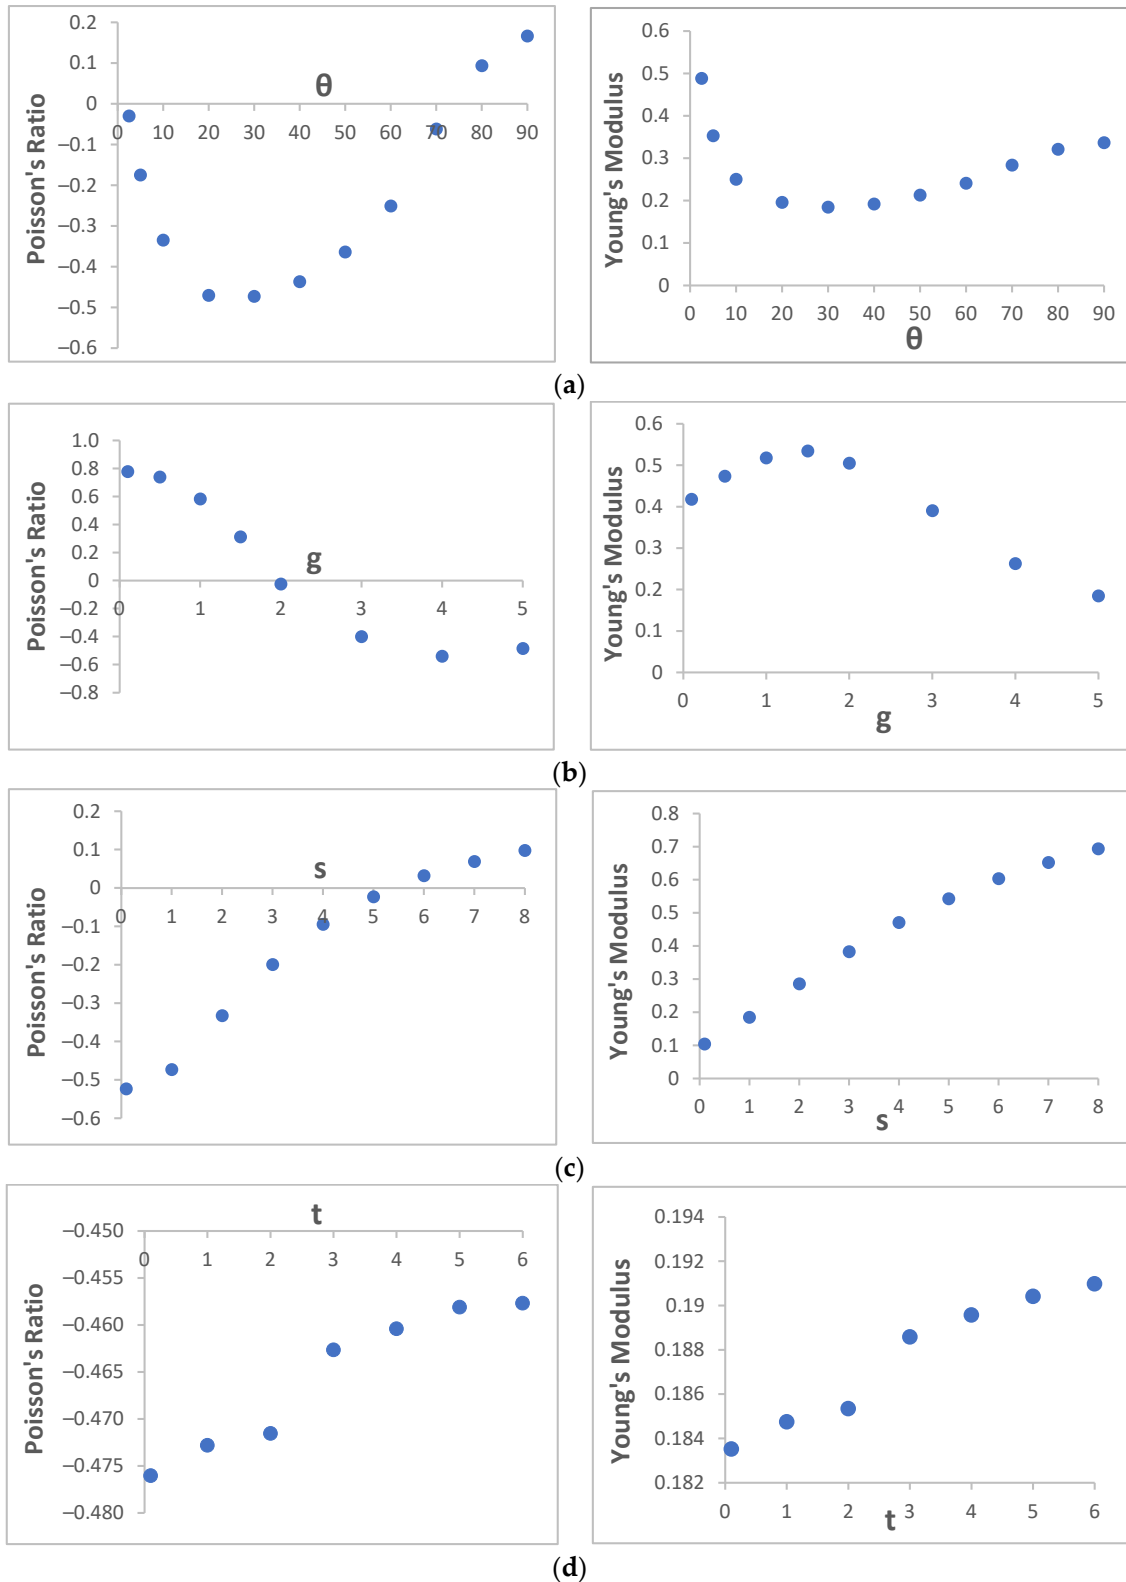 0.2
0.1
0
−0.1
−0.2
−0.3
−0.4
−0.5
−0.6
Poisson's Ratio
θ
0 10 20 30 40 50 60 70 80 90
0.6
0.5
0.4
0.3
0.2
0.1
0
Young's Modulus
0 10 20 30 40 50 60 70 80 90
θ
(a)
1.0
0.8
0.6
0.4
0.2
0
−0.2
−0.4
−0.6
−0.8
Poisson's Ratio
g
0 1 2 3 4 5
0.6
0.5
0.4
0.3
0.2
0.1
0
Young's Modulus
0 1 2 3 4 5
g
(b)
0.2
0.1
0
−0.1
−0.2
−0.3
−0.4
−0.5
−0.6
Poisson's Ratio
s
0 1 2 3 4 5 6 7 8
0.8
0.7
0.6
0.5
0.4
0.3
0.2
0.1
0
Young's Modulus
0 1 2 3 4 5 6 7 8
s
(c)
t
−0.450
−0.455
−0.460
−0.465
−0.470
−0.475
−0.480
Poisson's Ratio
0 1 2 3 4 5 6
0.194
0.192
0.19
0.188
0.186
0.184
0.182
Young's Modulus
0 1 2 3 4 5 6
t
(d)